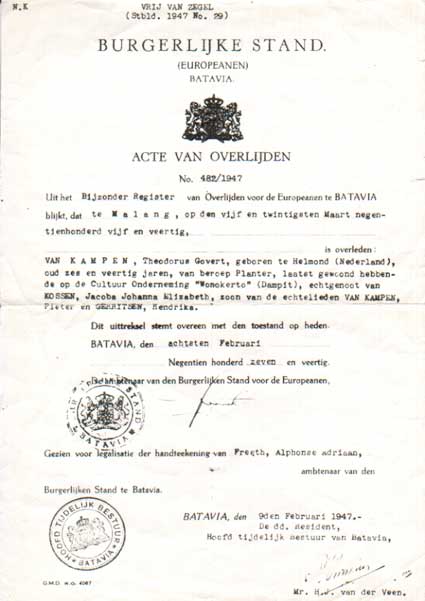 N.K
VRIJ VAN ZEGEL
(Stbld. 1947 No. 29)
BURGERLIJKE STAND.
(EUROPEANEN)
BATAVIA.
ACTE VAN OVERLIJDEN
No. 482/1947
Uit het Bijzonder Register van Overlijden voor de Europeanen te BATAVIA
blijkt, dat te Malang, op den vijf en twintigsten Maart negen-
tienhonderd vijf en veertig,
is overleden:
VAN KAMPEN, Theodorus Govert, geboren te Helmond (Nederland),
oud zes en veertig jaren, van beroep Planter, laatst gewoond hebben-
de op de Cultuur Onderneming "Wonokerto" (Dampit), echtgenoot van
KOSSEN, Jacoba Johanna Elizabeth, zoon van de echtelieden VAN KAMPEN,
Pieter en GERRITSEN, Hendrika.
Dit uittreksel stemt overeen met den toestand op heden.
BATAVIA, den achtsten Februari
Negentien honderd zeven en veertig.
De ambtenaar van den Burgerlijken Stand voor de Europeanen,
STAND
BATAVIA
Gezien voor legalisatie der handteekening van Freeth, Alphonse Adriaan,
ambtenaar van den
Burgerlijken Stand te Batavia.
HOOFD TIJDELIJK BESTUUR
BATAVIA
BATAVIA, den 9den Februari 1947.-
De dd. Resident,
Hoofd tijdelijk bestuur van Batavia,
Mr. H.J. van der Veen.
G.M.D. w.o. 4087